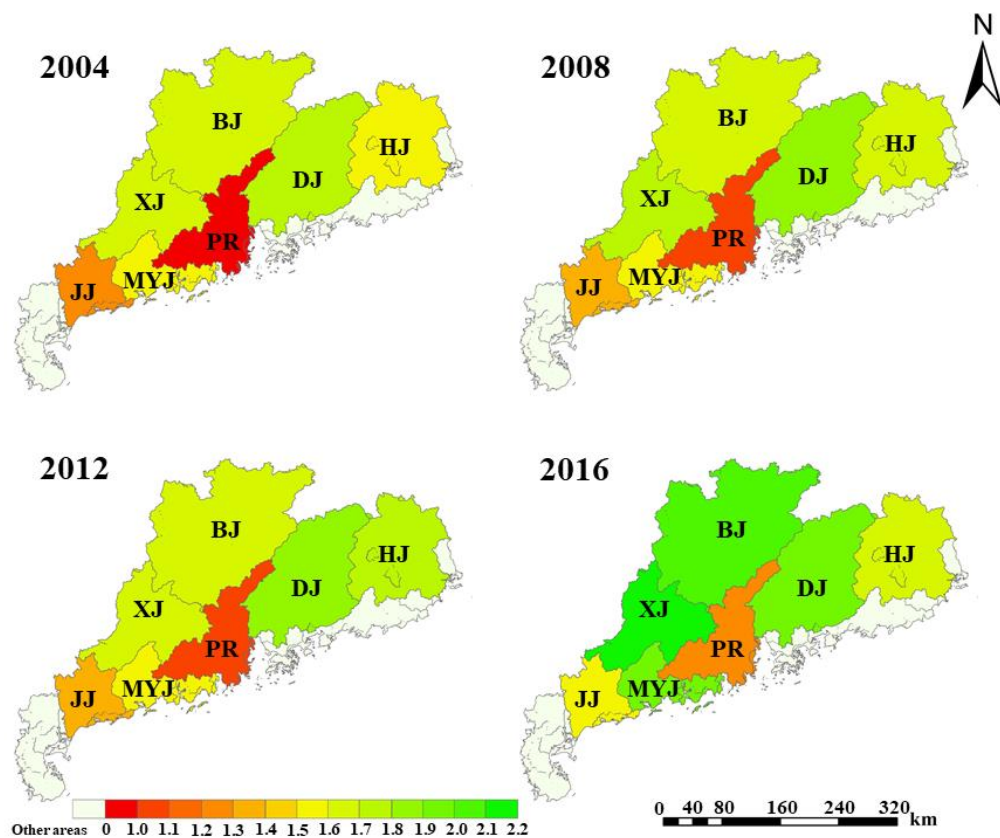 N
2004
BJ
HJ
DJ
XJ
PR
MYJ
JJ
2008
BJ
HJ
DJ
XJ
PR
MYJ
JJ
2012
BJ
HJ
DJ
XJ
PR
MYJ
JJ
2016
BJ
HJ
DJ
XJ
PR
MYJ
JJ
Other areas 0 1.0 1.1 1.2 1.3 1.4 1.5 1.6 1.7 1.8 1.9 2.0 2.1 2.2
0 40 80 160 240 320 km